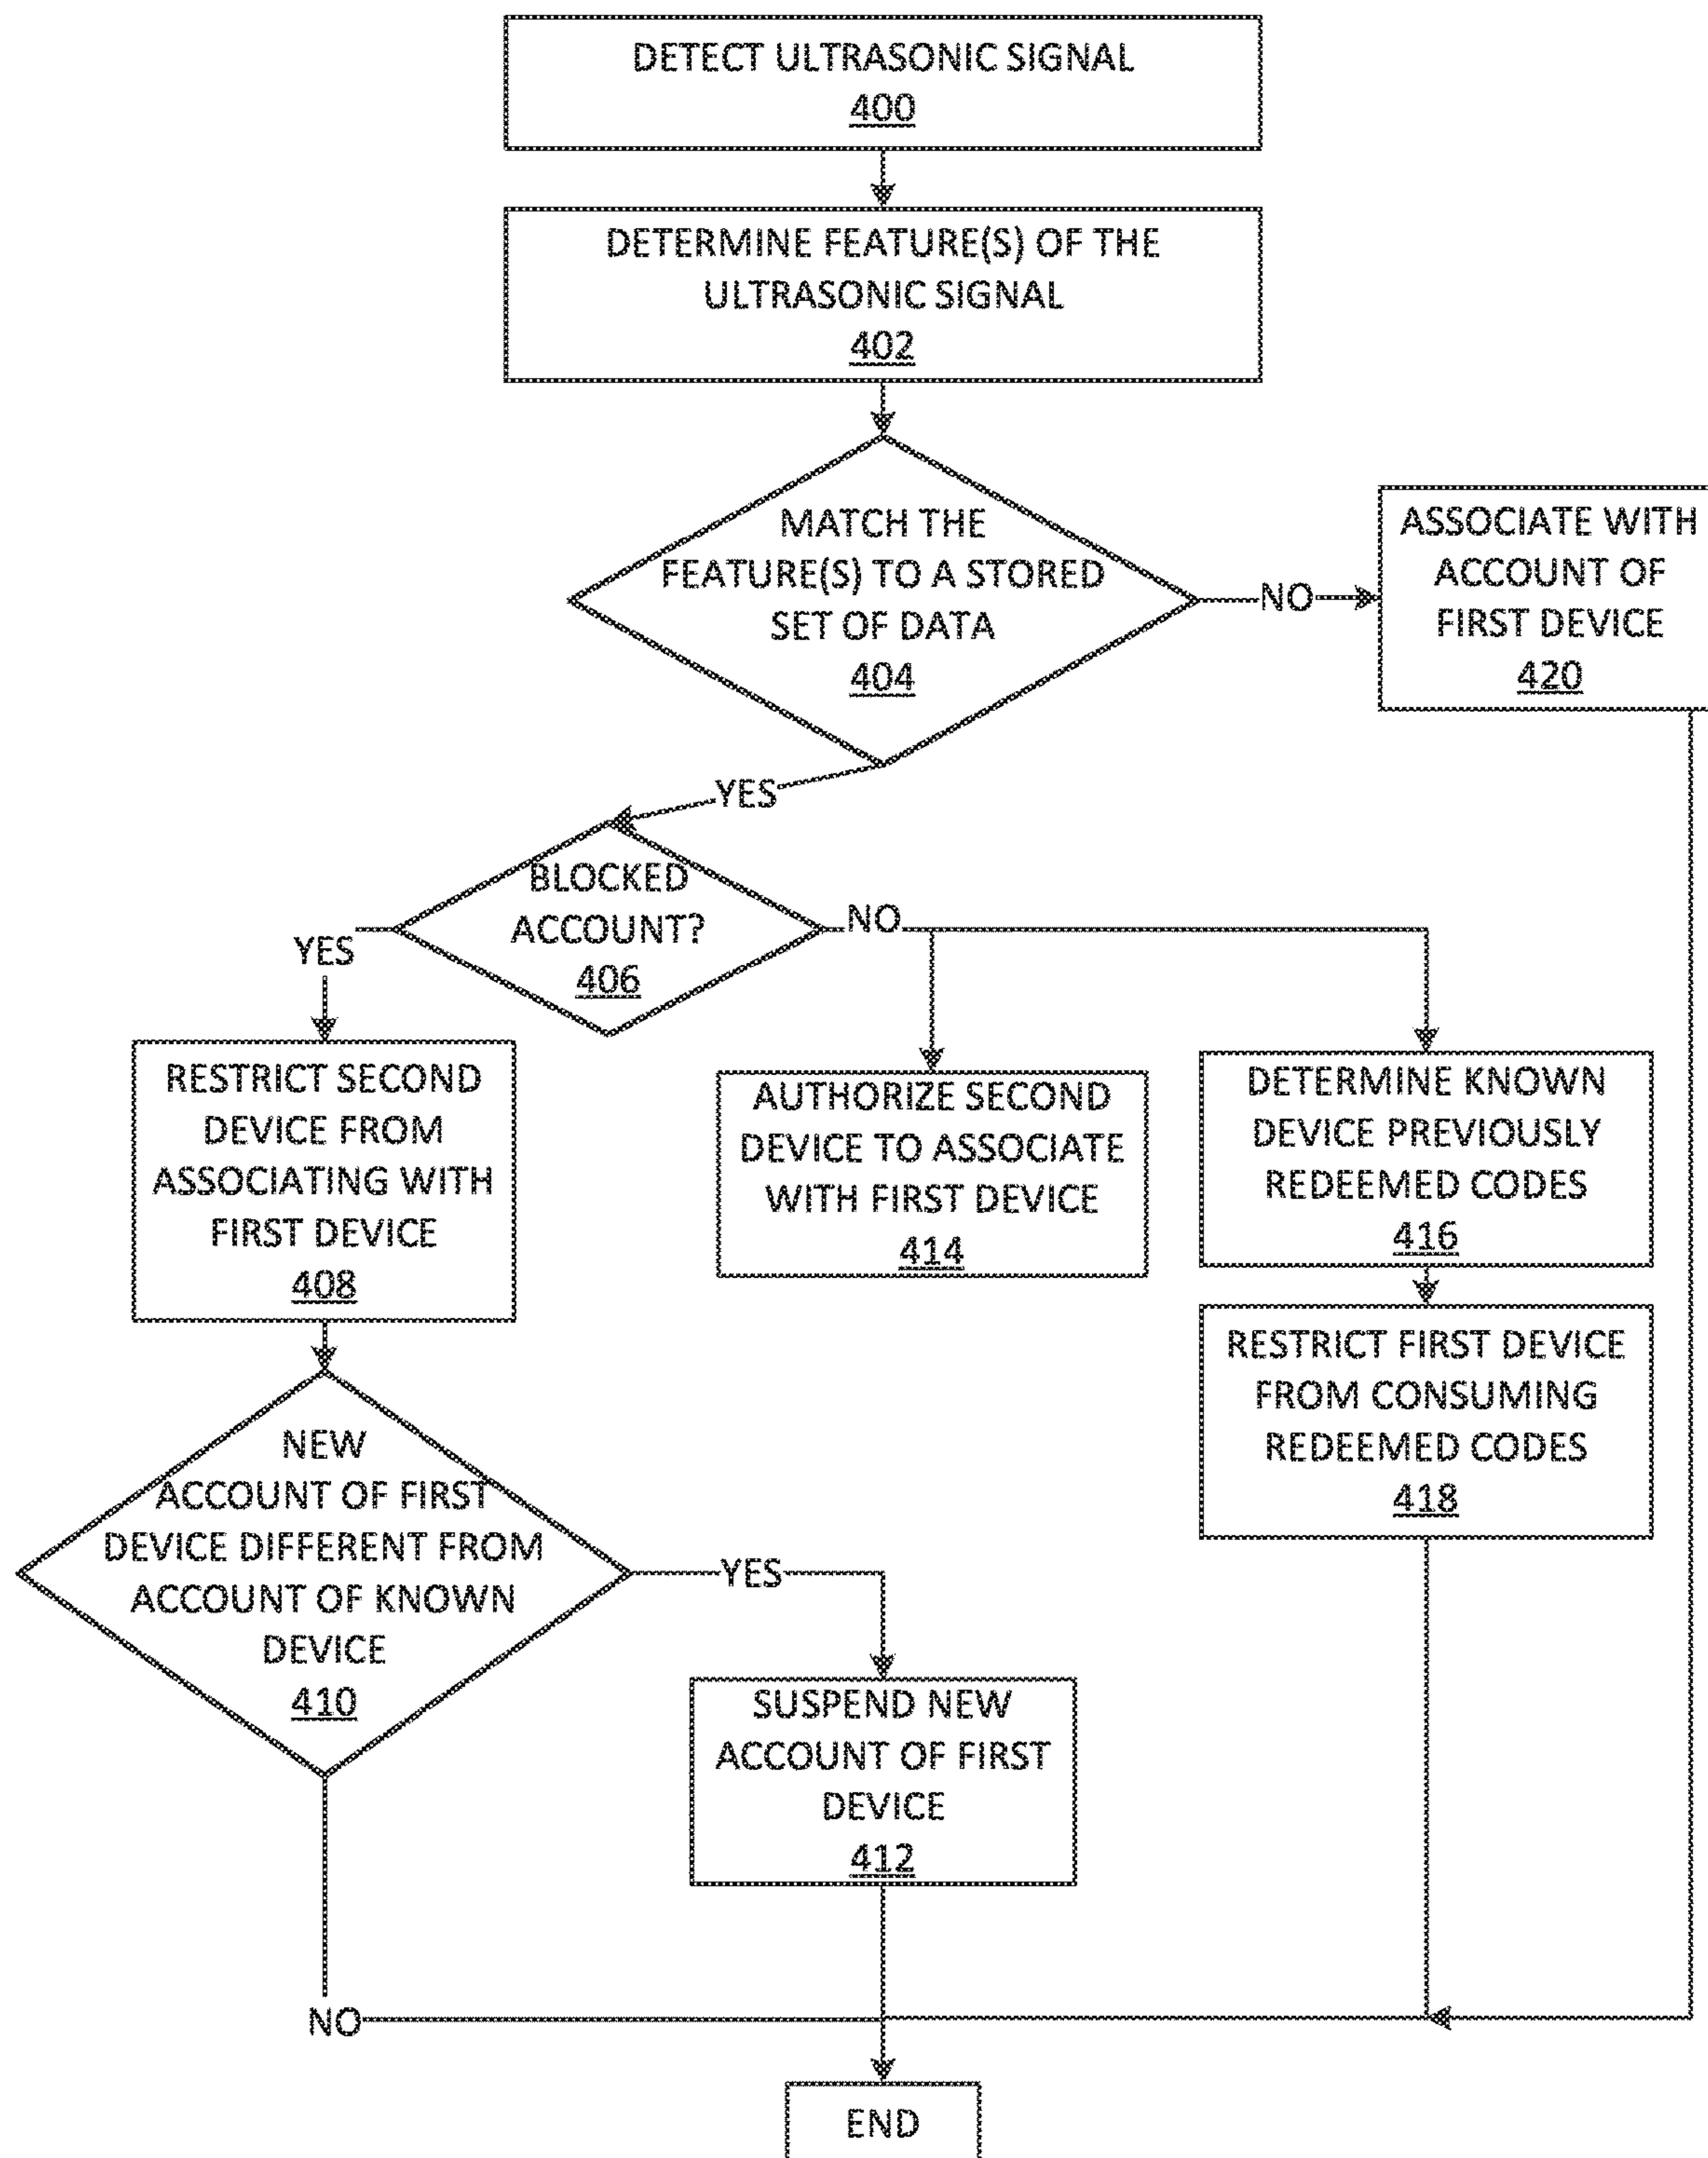 DETECT ULTRASONIC SIGNAL
400
DETERMINE FEATURE(S) OF THE
ULTRASONIC SIGNAL
402
MATCH THE
FEATURE(S) TO A STORED
SET OF DATA
404
NO
ASSOCIATE WITH
ACCOUNT OF
FIRST DEVICE
420
YES
BLOCKED
ACCOUNT?
406
YES
NO
RESTRICT SECOND
DEVICE FROM
ASSOCIATING WITH
FIRST DEVICE
408
AUTHORIZE SECOND
DEVICE TO ASSOCIATE
WITH FIRST DEVICE
414
DETERMINE KNOWN
DEVICE PREVIOUSLY
REDEEMED CODES
416
RESTRICT FIRST DEVICE
FROM CONSUMING
REDEEMED CODES
418
NEW
ACCOUNT OF FIRST
DEVICE DIFFERENT FROM
ACCOUNT OF KNOWN
DEVICE
410
YES
SUSPEND NEW
ACCOUNT OF FIRST
DEVICE
412
NO
END